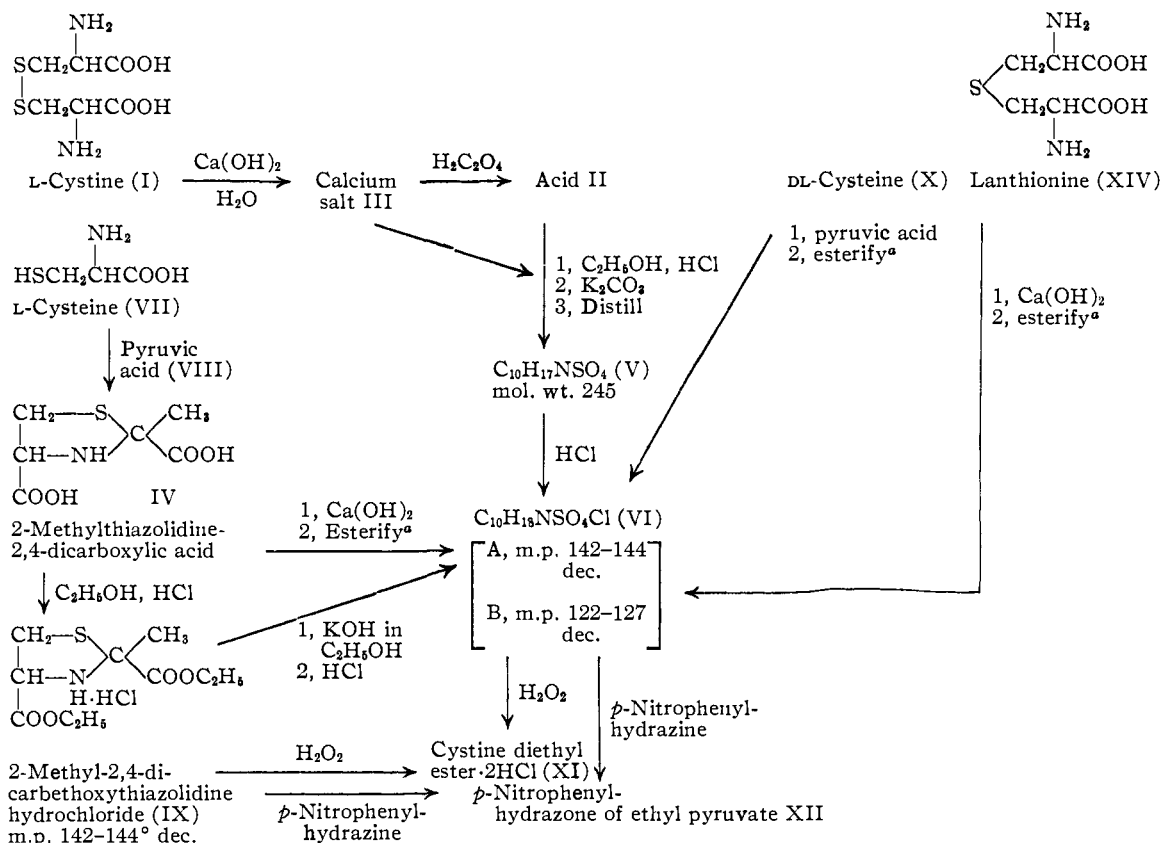 NH₂
SCH₂CHCOOH
SCH₂CHCOOH
NH₂
L-Cystine (I)
Ca(OH)₂
H₂O
Calcium
salt III
H₂C₂O₄
Acid II
NH₂
CH₂CHCOOH
S
CH₂CHCOOH
NH₂
DL-Cysteine (X) Lanthionine (XIV)
NH₂
HSCH₂CHCOOH
L-Cysteine (VII)
Pyruvic
acid (VIII)
1, C₂H₅OH, HCl
2, K₂CO₃
3, Distill
1, pyruvic acid
2, esterifyᵃ
1, Ca(OH)₂
2, esterifyᵃ
C₁₀H₁₇NSO₄ (V)
mol. wt. 245
HCl
CH₂—S CH₃
C
CH—NH COOH
COOH IV
2-Methylthiazolidine-
2,4-dicarboxylic acid
1, Ca(OH)₂
2, Esterifyᵃ
C₁₀H₁₈NSO₄Cl (VI)
A, m.p. 142–144
dec.
B, m.p. 122–127
dec.
C₂H₅OH, HCl
CH₂—S CH₃
C
CH—N COOC₂H₅
H·HCl
COOC₂H₅
1, KOH in
C₂H₅OH
2, HCl
H₂O₂
p-Nitrophenyl-
hydrazine
2-Methyl-2,4-di-
carbethoxythiazolidine
hydrochloride (IX)
m.p. 142–144° dec.
H₂O₂
p-Nitrophenyl-
hydrazine
Cystine diethyl
ester·2HCl (XI)
p-Nitrophenyl-
hydrazone of ethyl pyruvate XII